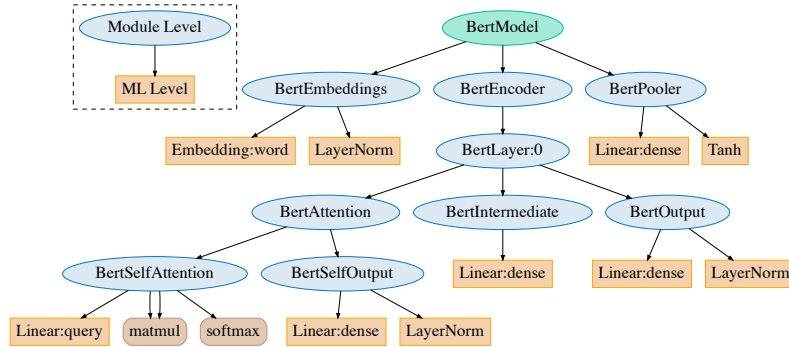 Module Level
BertModel
ML Level
BertEmbeddings
BertEncoder
BertPooler
Embedding:word
LayerNorm
BertLayer:0
Linear:dense
Tanh
BertAttention
BertIntermediate
BertOutput
BertSelfAttention
BertSelfOutput
Linear:dense
Linear:dense
LayerNorm
Linear:query
matmul
softmax
Linear:dense
LayerNorm